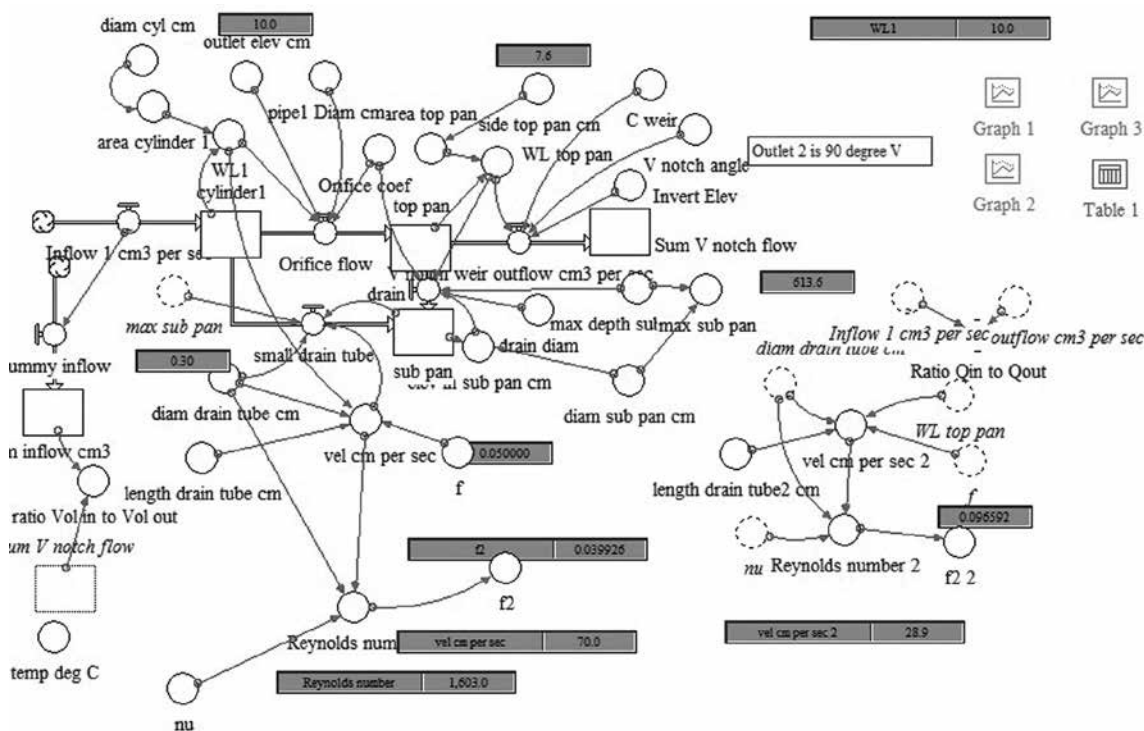 diam cyl cm
10.0
outlet elev cm
WL1 10.0
7.6
pipe1 Diam cm
area top pan
side top pan cm
C weir
Graph 1
Graph 3
area cylinder 1
WL top pan
Outlet 2 is 90 degree V
V notch angle
WL1
cylinder1
Orifice coef
Invert Elev
top pan
Graph 2
Table 1
Inflow 1 cm3 per sec
Orifice flow
Sum V notch flow
weir outflow cm3 per sec
613.6
drain
max sub pan
max depth sub
max sub pan
Inflow 1 cm3 per sec
outflow cm3 per sec
small drain tube
drain diam
diam drain tube cm
ummy inflow
0.30
sub pan
sub pan cm
Ratio Qin to Qout
diam drain tube cm
diam sub pan cm
WL top pan
n inflow cm3
vel cm per sec
0.050000
vel cm per sec 2
length drain tube cm
f
length drain tube2 cm
f
ratio Vol in to Vol out
0.096592
um V notch flow
f2 0.039926
nu
Reynolds number 2
f2 2
f2
Reynolds num
vel cm per sec 70.0
vel cm per sec 2 28.9
temp deg C
Reynolds number 1,603.0
nu